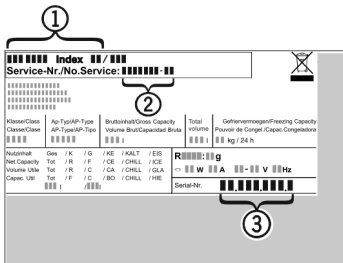 1
Index /
Service-Nr./No.Service: -
2
Klasse/Class
Classe/Clase
Ap-Typ/AP-Type
AP-Type/AP-Tipo
Bruttoinhalt/Gross Capacity
Volume Brut/Capacidad Bruta
Total
volume
Gefriervermoegen/Freezing Capacity
Pouvoir de Congel./Capac.Congeladora
kg / 24 h
Nutzinhalt Ges / K / G / KE / KALT / EIS
Net.Capacity Tot / R / F / CE / CHILL / ICE
Volume Utile Tot / R / C / CA / CHILL / GLA
Capac. Util Tot / F / C / BO / CHILL / HIE
l / l
R : g
W A - V Hz
Serial-Nr. . . .
3